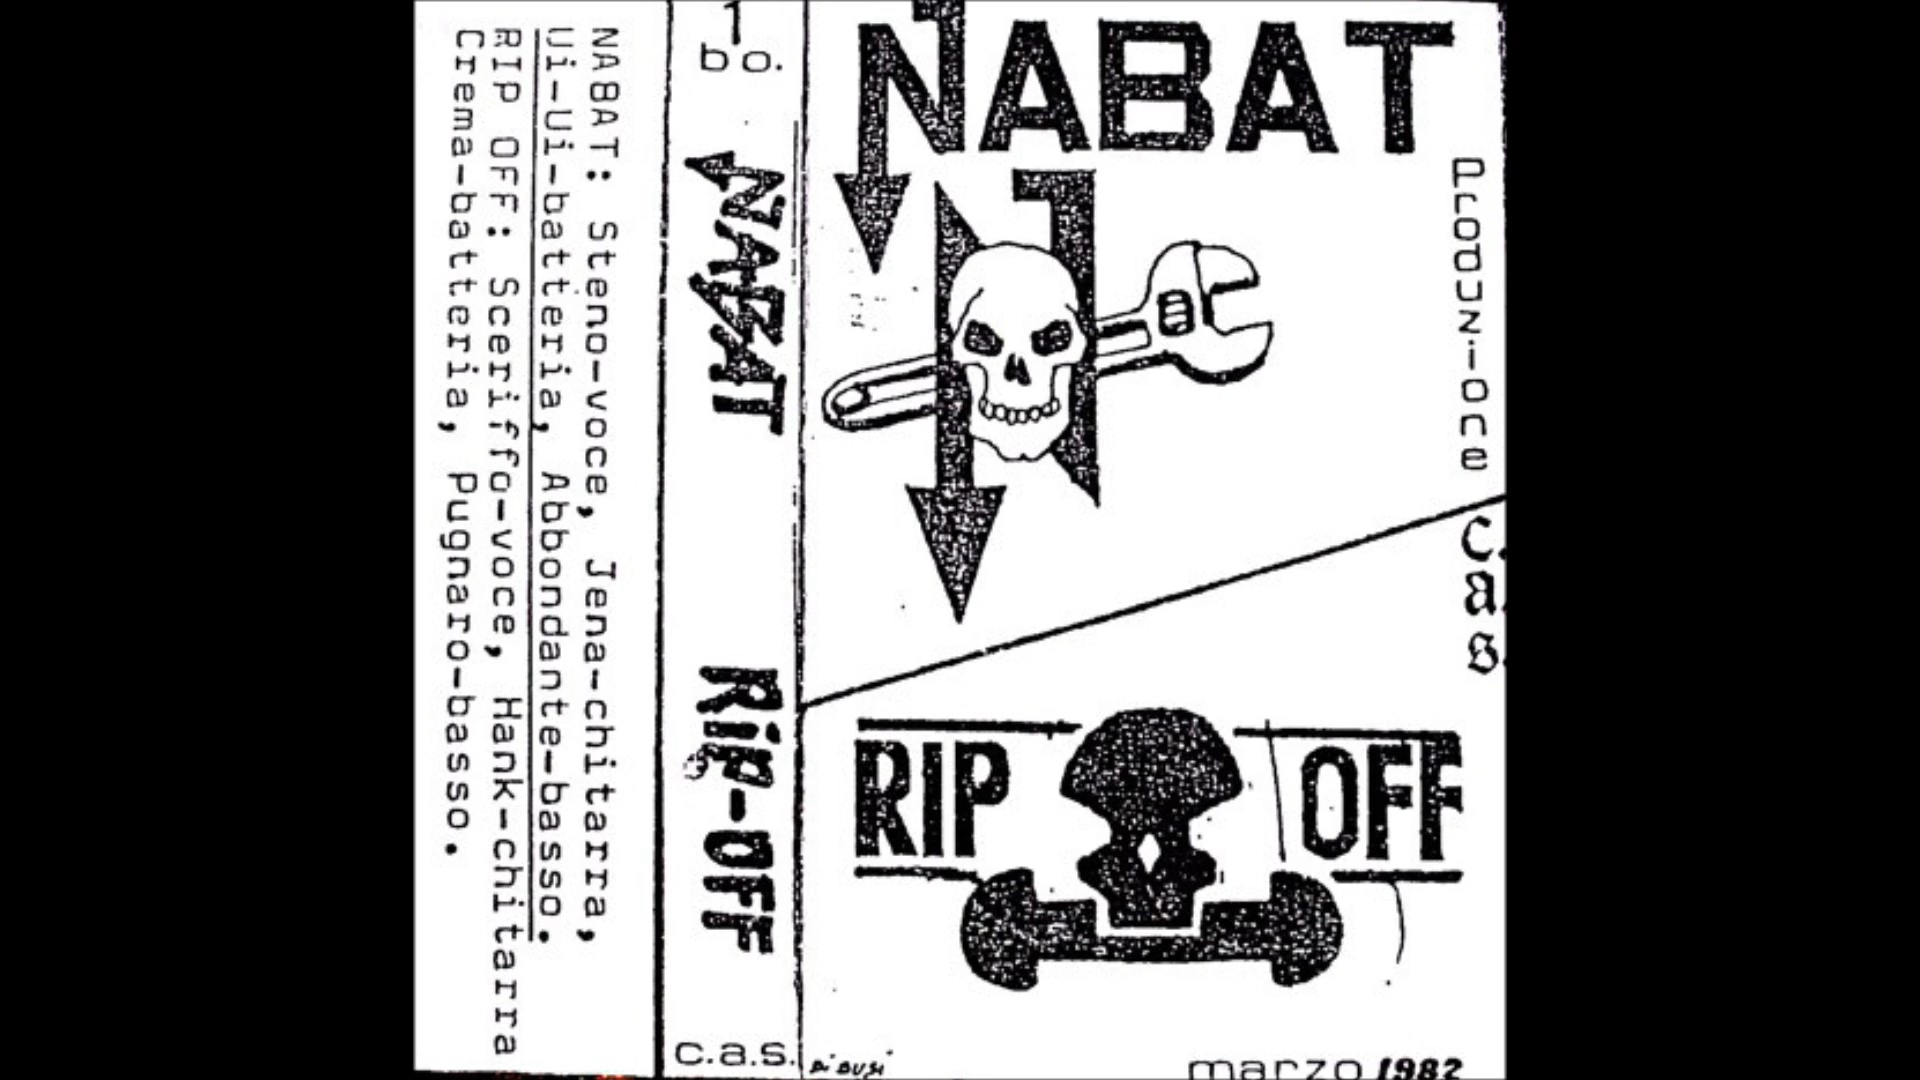 NABAT: Steno-voce, Jena-chitarra,
Ui-Ui-batteria, Abbondante-basso.
RIP OFF: Sceriffo-voce, Hank-chitarra
Crema-batteria, Pugnaro-basso.
1
bo.
NABAT
RiP-OFF
c.a.s.
NABAT
c.
a.
s.
RIP OFF
marzo 1982